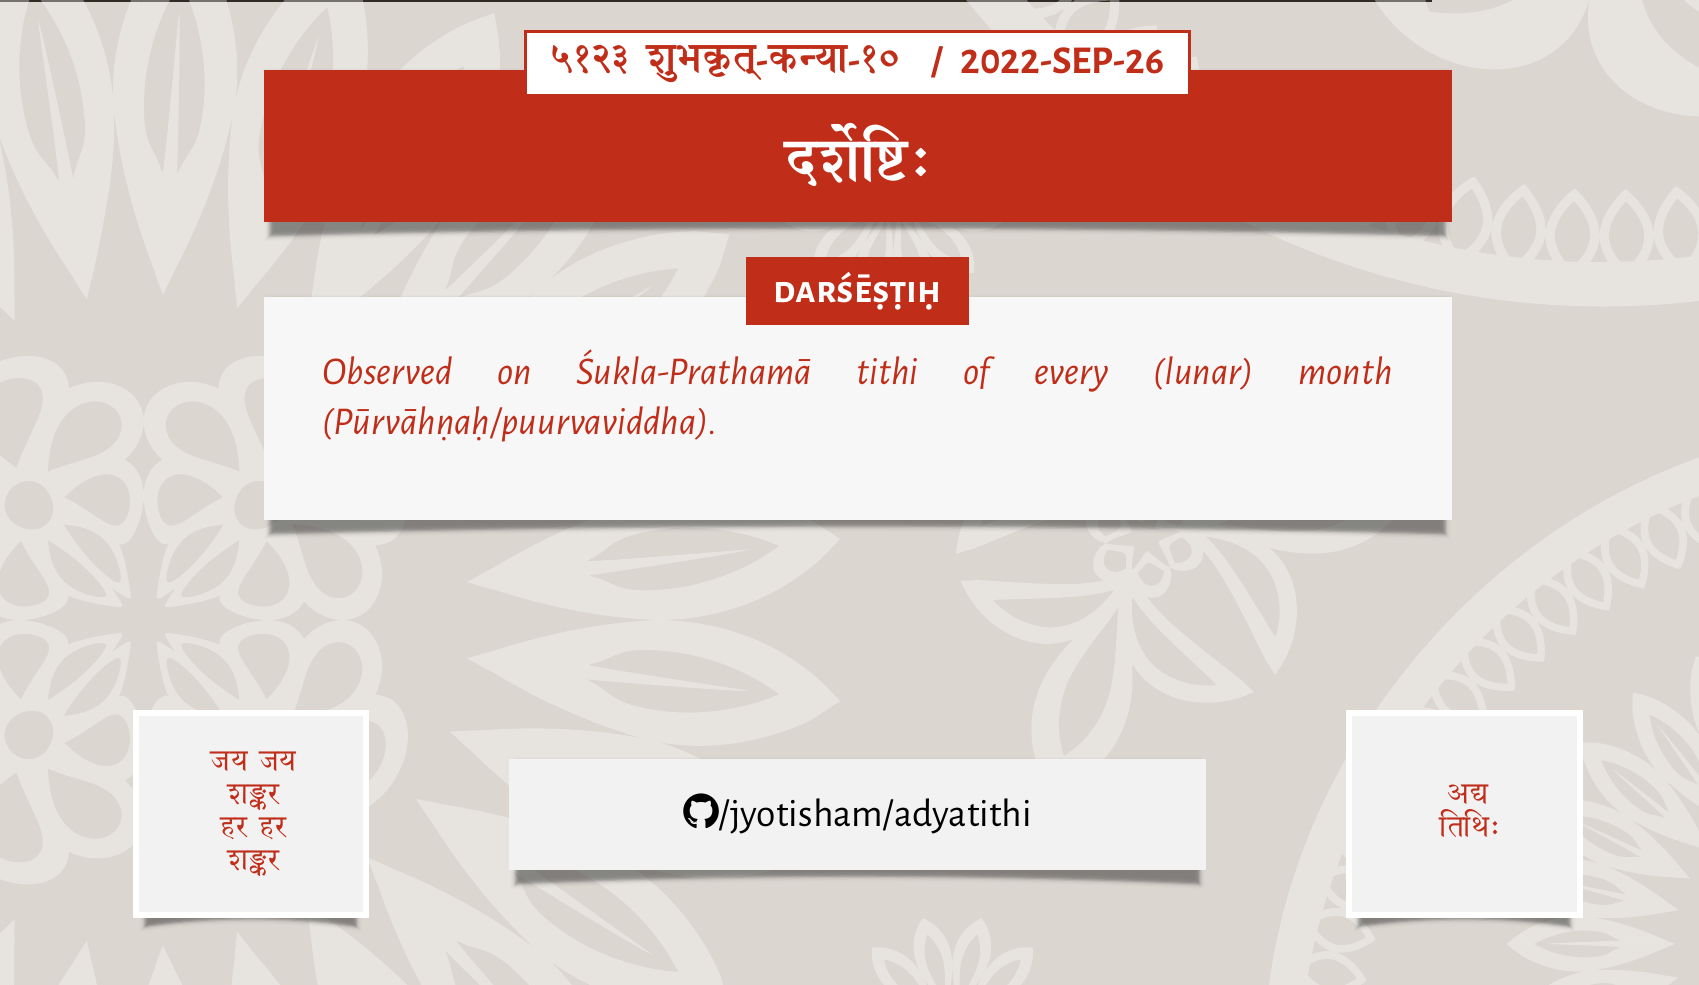 ५१२३ शुभकृत्-कन्या-१० / 2022-SEP-26
दर्शेष्टिः
DARŚĒṢṬIḤ
Observed on Śukla-Prathamā tithi of every (lunar) month
(Pūrvāhṇaḥ/puurvaviddha).
जय जय
शङ्कर
हर हर
शङ्कर
/jyotisham/adyatithi
अद्य
तिथिः